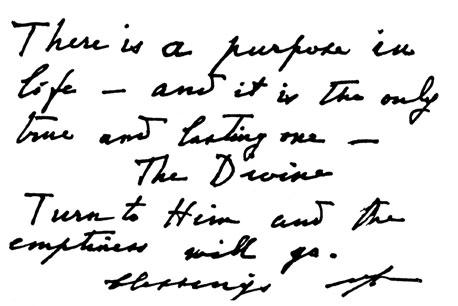 There is a purpose in
life – and it is the only
true and lasting one –
The Divine
Turn to Him and the
emptiness will go.
blessings